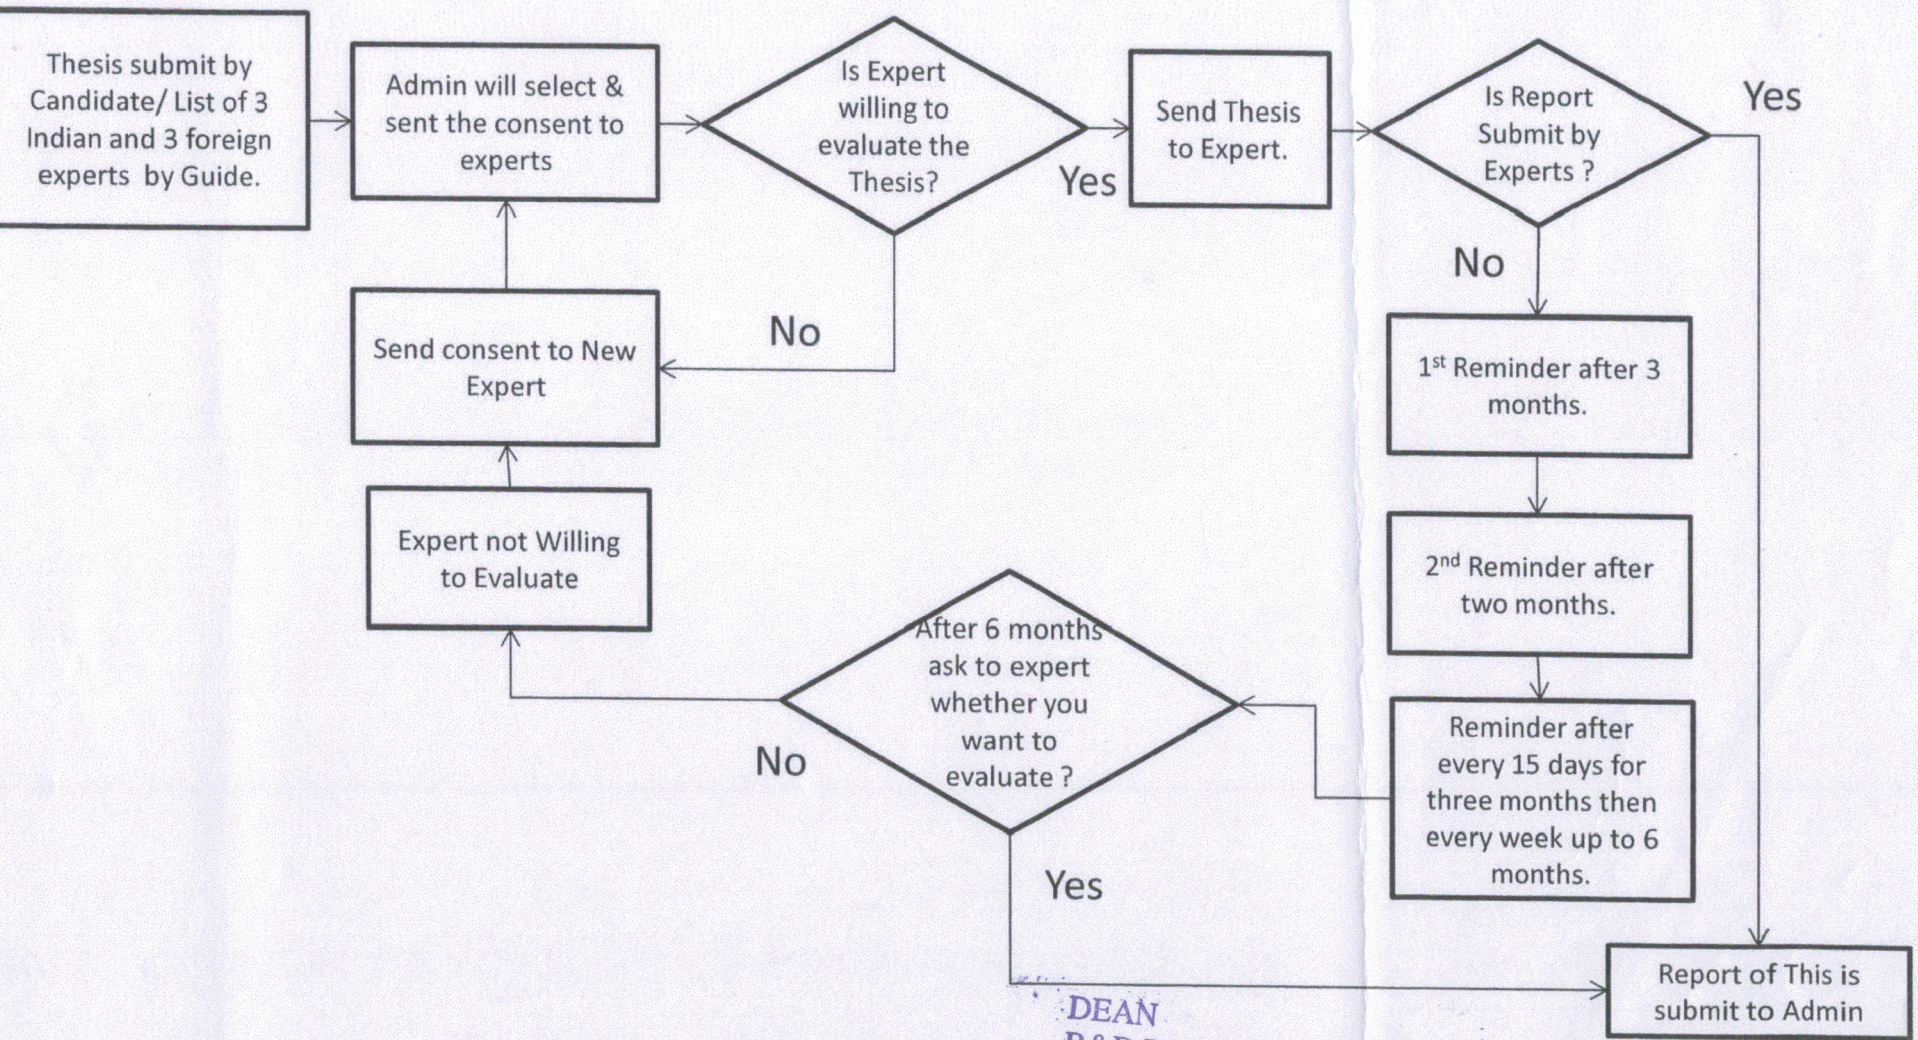 Thesis submit by
Candidate/ List of 3
Indian and 3 foreign
experts by Guide.
Admin will select &
sent the consent to
experts
Is Expert
willing to
evaluate the
Thesis?
Yes
Send Thesis
to Expert.
Is Report
Submit by
Experts ?
Yes
No
No
Send consent to New
Expert
1st Reminder after 3
months.
Expert not Willing
to Evaluate
2nd Reminder after
two months.
After 6 months
ask to expert
whether you
want to
evaluate ?
No
Yes
Reminder after
every 15 days for
three months then
every week up to 6
months.
Report of This is
submit to Admin
DEAN